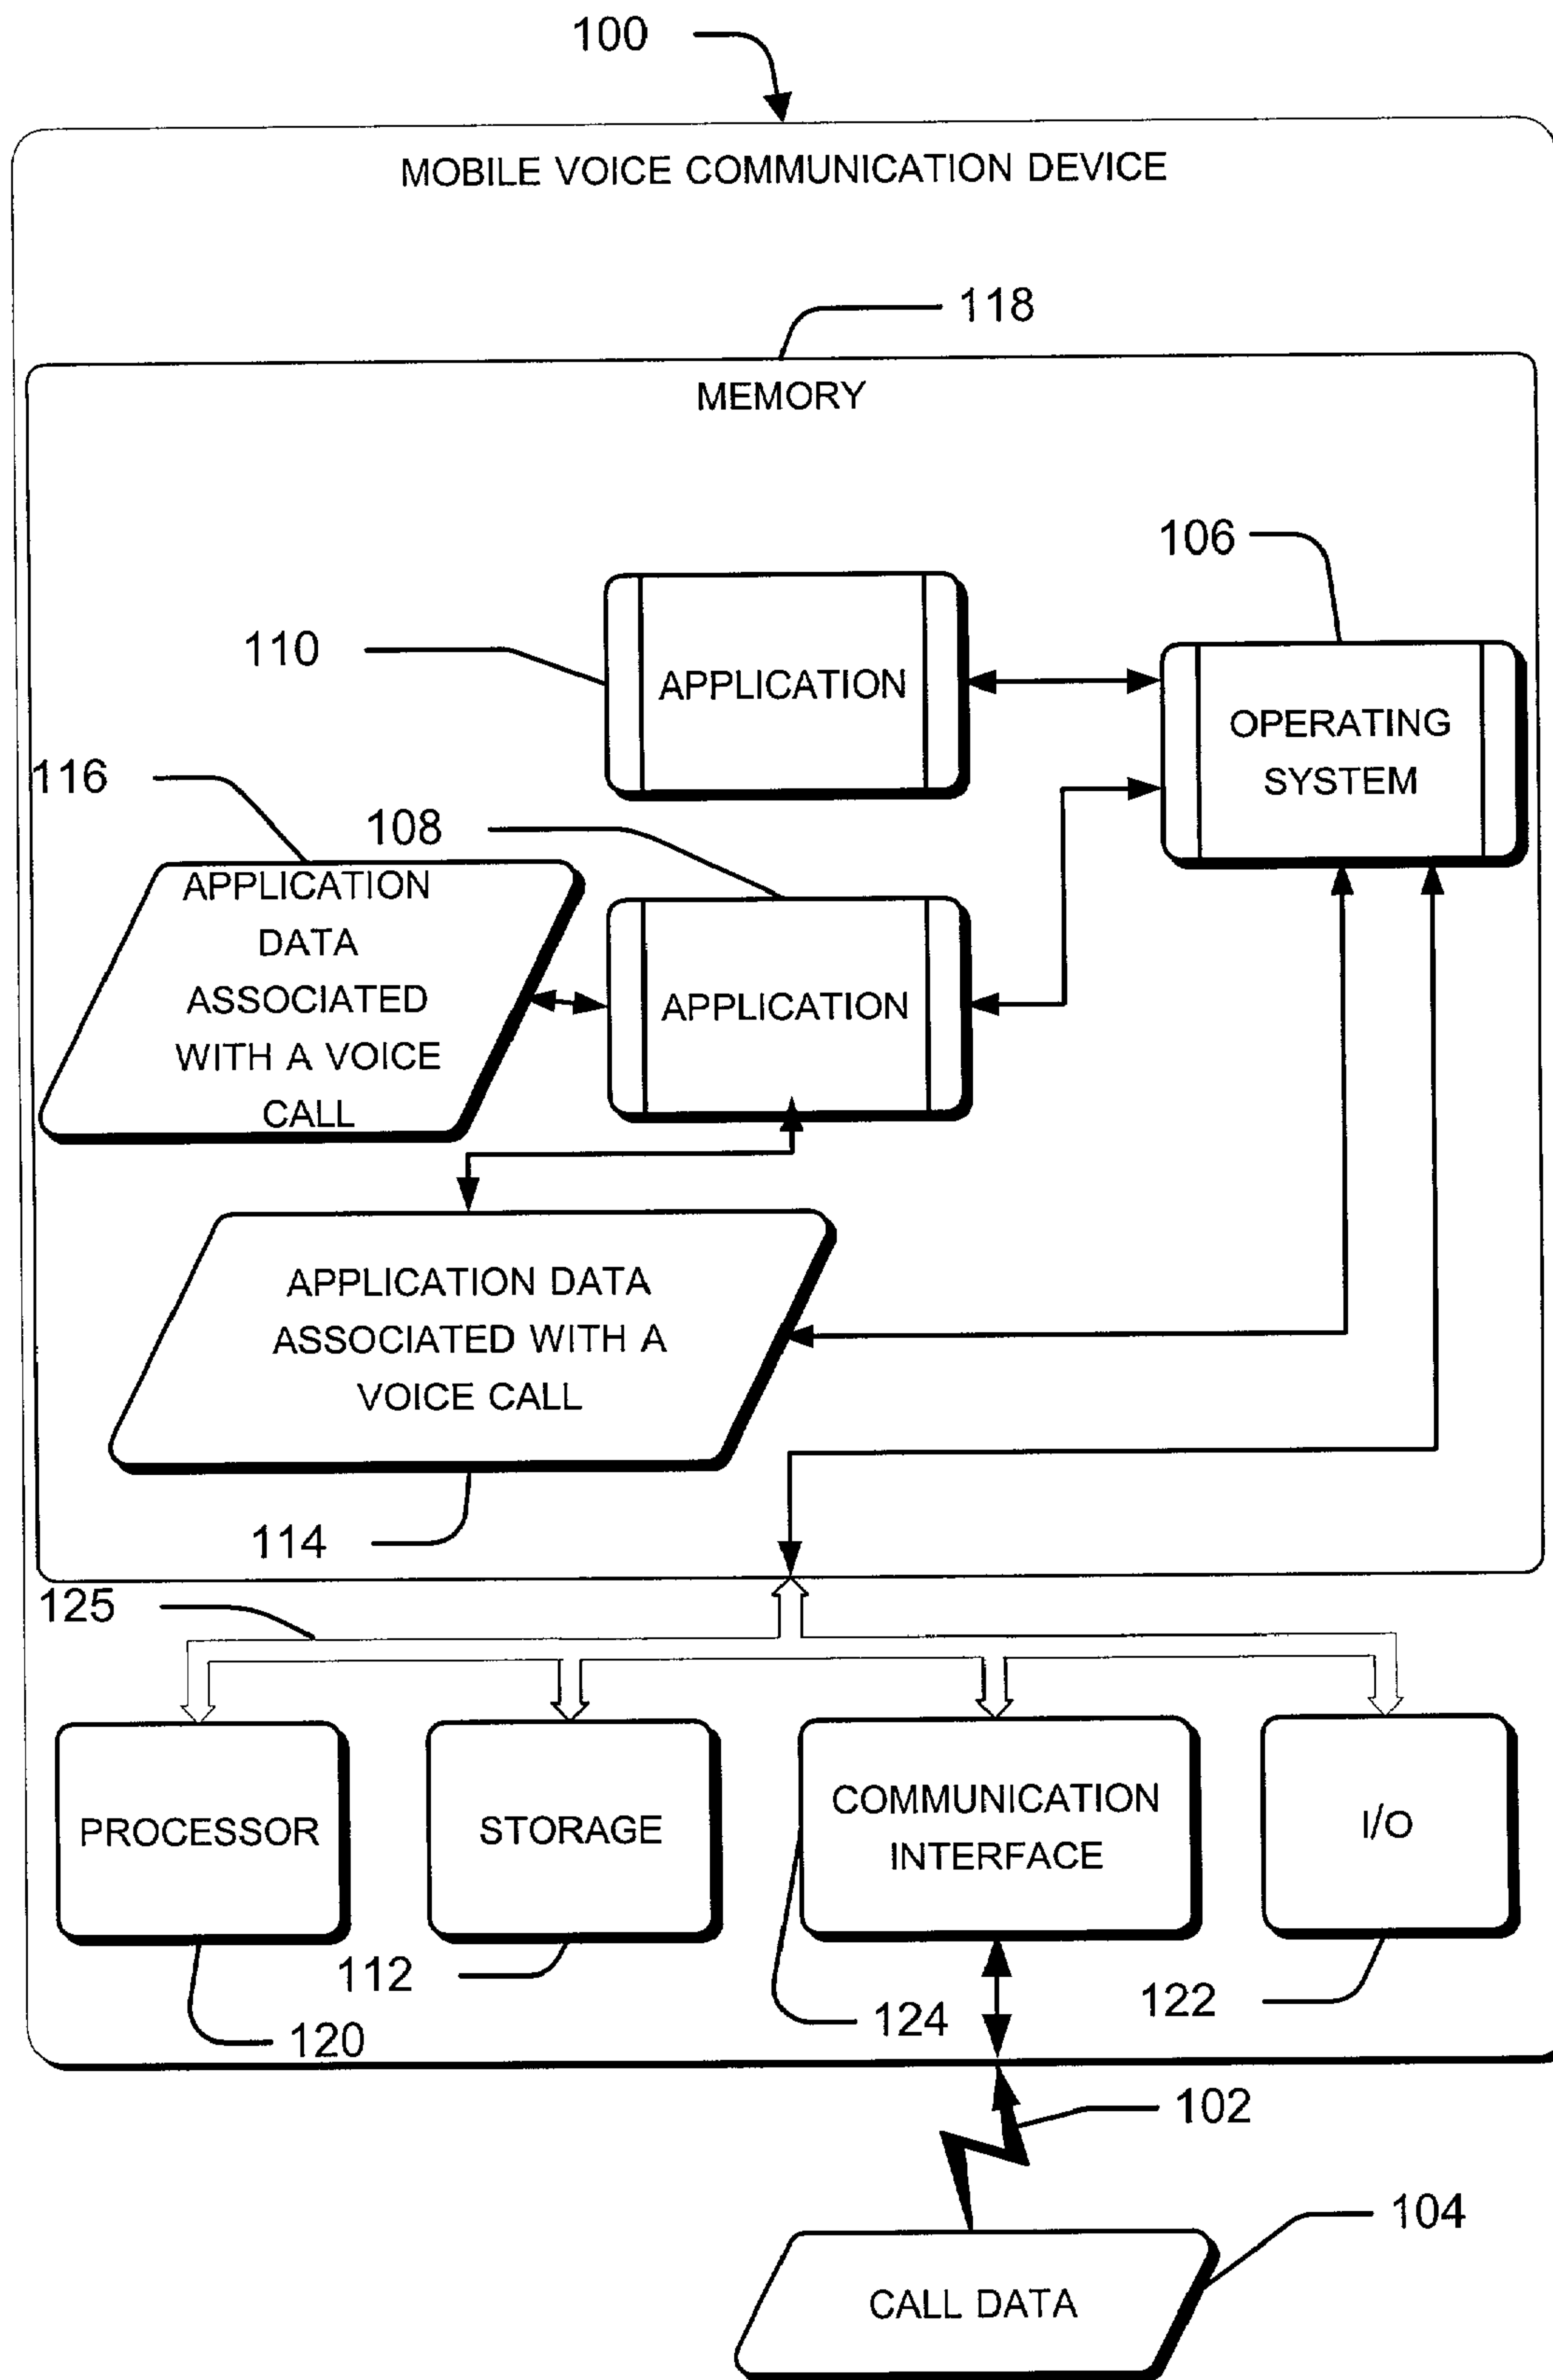 100
MOBILE VOICE COMMUNICATION DEVICE
118
MEMORY
106
110
APPLICATION
OPERATING
SYSTEM
116
108
APPLICATION
DATA
ASSOCIATED
WITH A VOICE
CALL
APPLICATION
APPLICATION DATA
ASSOCIATED WITH A
VOICE CALL
114
125
PROCESSOR
STORAGE
COMMUNICATION
INTERFACE
I/O
112
122
124
120
102
104
CALL DATA